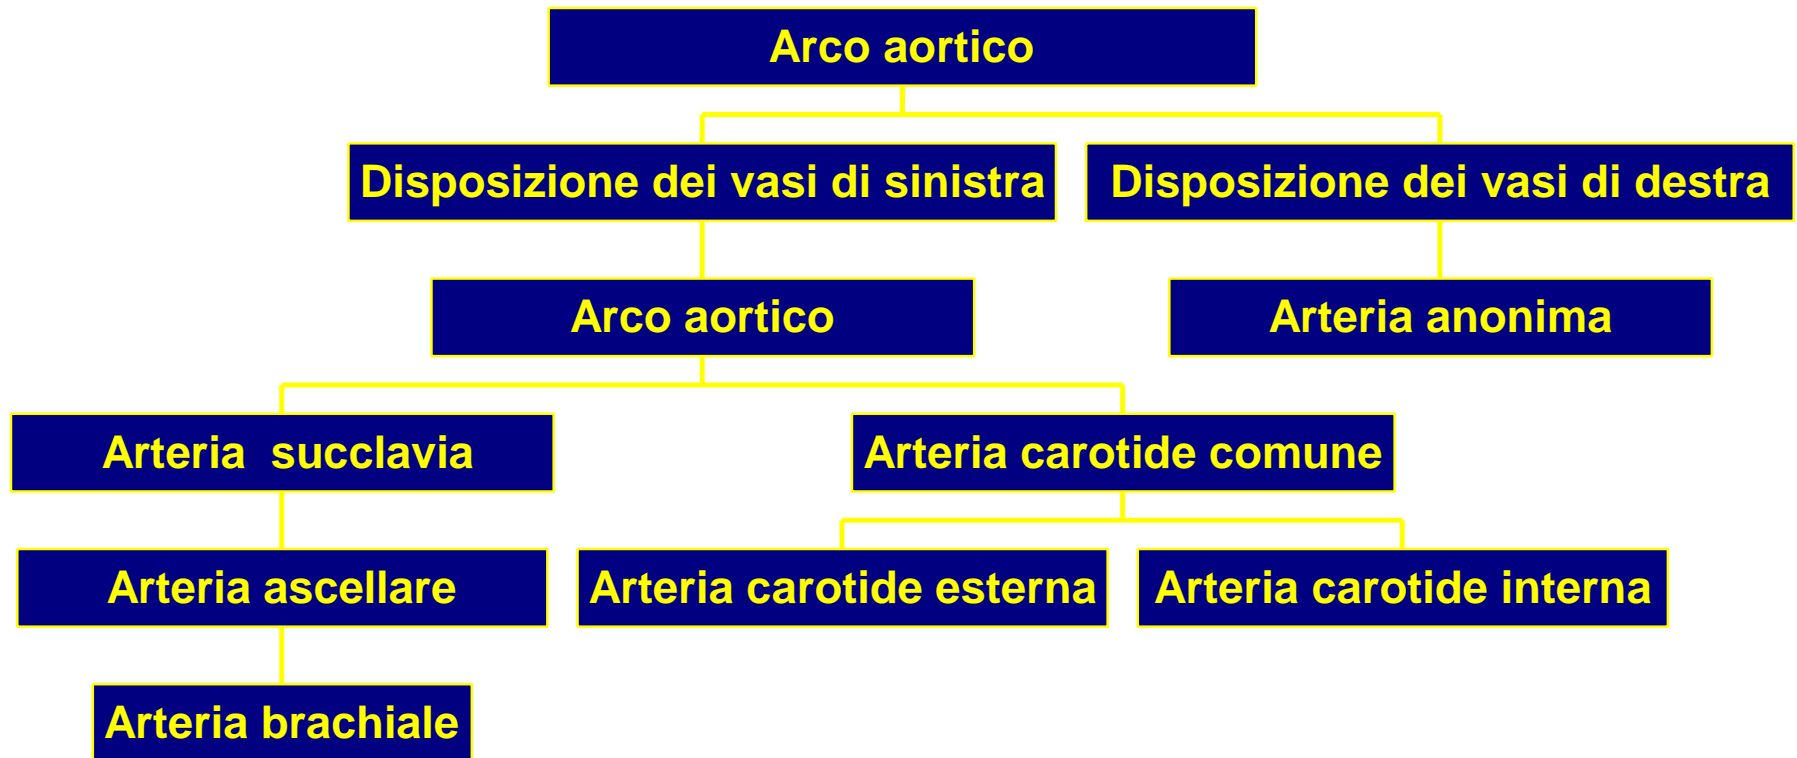 Arco aortico
Disposizione dei vasi di sinistra
Disposizione dei vasi di destra
Arco aortico
Arteria anonima
Arteria  succlavia
Arteria carotide comune
Arteria ascellare
Arteria carotide esterna
Arteria carotide interna
Arteria brachiale